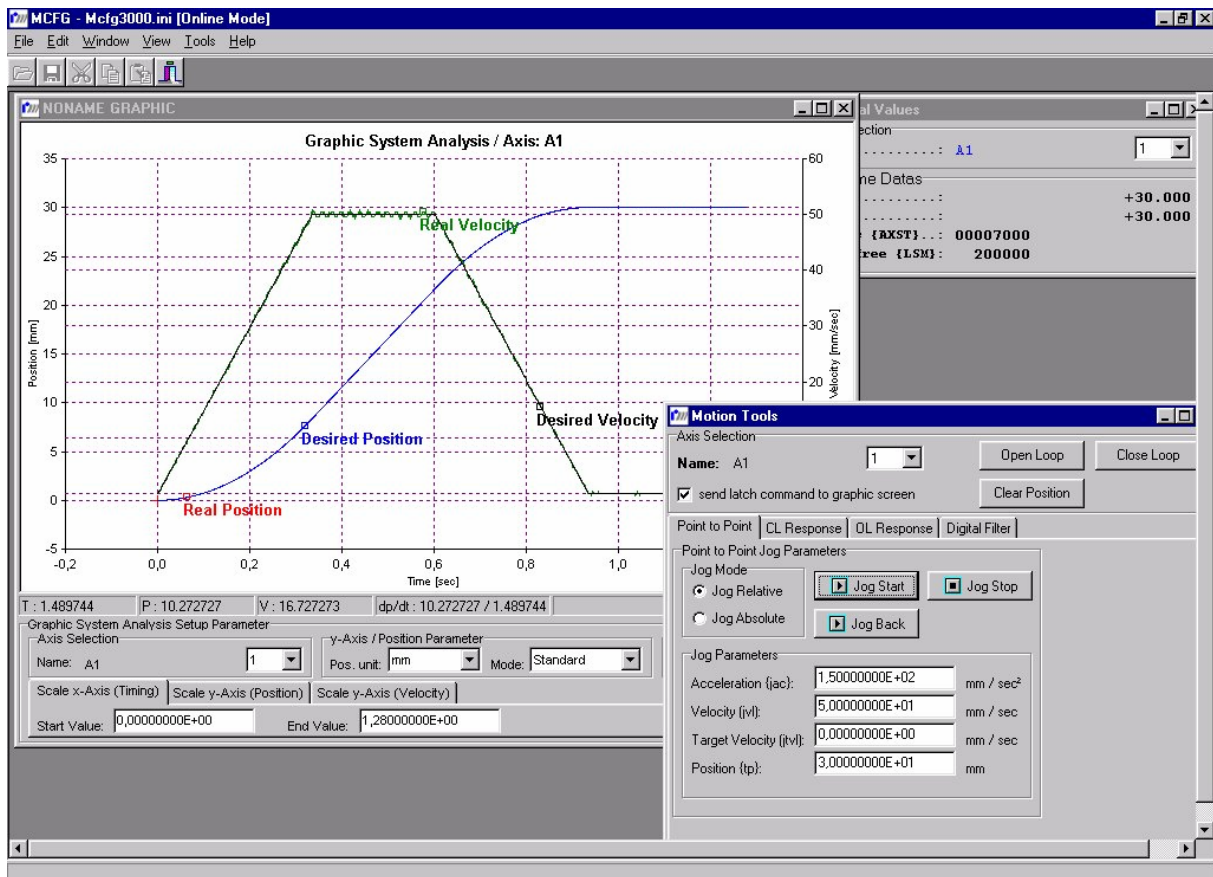 MCFG - Mcfg3000.ini [Online Mode]
File Edit Window View Tools Help
NONAME GRAPHIC
Graphic System Analysis / Axis: A1
35
30
25
20
15
10
5
0
-5
Position [mm]
60
50
40
30
20
Velocity [mm/sec]
Real Velocity
Desired Velocity
Desired Position
Real Position
-0,2 0,0 0,2 0,4 0,6 0,8 1,0
Time [sec]
T : 1.489744 P : 10.272727 V : 16.727273 dp/dt : 10.272727 / 1.489744
Graphic System Analysis Setup Parameter
Axis Selection
Name: A1 1
y-Axis / Position Parameter
Pos. unit: mm Mode: Standard
Scale x-Axis (Timing) Scale y-Axis (Position) Scale y-Axis (Velocity)
Start Value: 0,00000000E+00 End Value: 1,28000000E+00
al Values
ection
.........: A1 1
me Datas
.........: +30.000
.........: +30.000
{AXST}..: 00007000
ree {LSM}: 200000
Motion Tools
Axis Selection
Name: A1 1 Open Loop Close Loop
send latch command to graphic screen Clear Position
Point to Point CL Response OL Response Digital Filter
Point to Point Jog Parameters
Jog Mode
Jog Relative
Jog Absolute
Jog Start Jog Stop
Jog Back
Jog Parameters
Acceleration {jac}: 1,50000000E+02 mm / sec²
Velocity {jvl}: 5,00000000E+01 mm / sec
Target Velocity {jtvl}: 0,00000000E+00 mm / sec
Position {tp}: 3,00000000E+01 mm